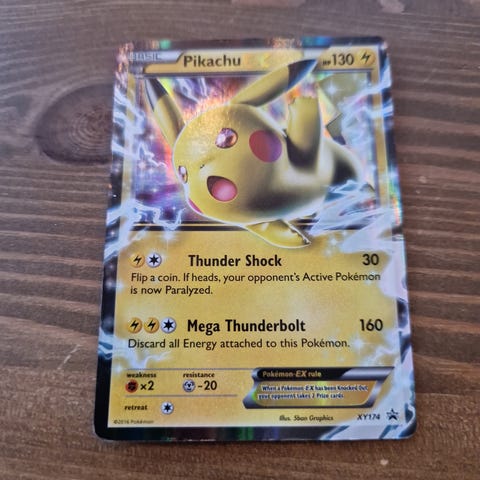 BASIC
Pikachu
HP130
Thunder Shock 30
Flip a coin. If heads, your opponent's Active Pokémon
is now Paralyzed.
Mega Thunderbolt 160
Discard all Energy attached to this Pokémon.
weakness resistance
×2 -20
retreat
Pokémon-EX rule
When a Pokémon-EX has been Knocked Out,
your opponent takes 2 Prize cards.
©2016 Pokémon
Illus. 5ban Graphics
XY174